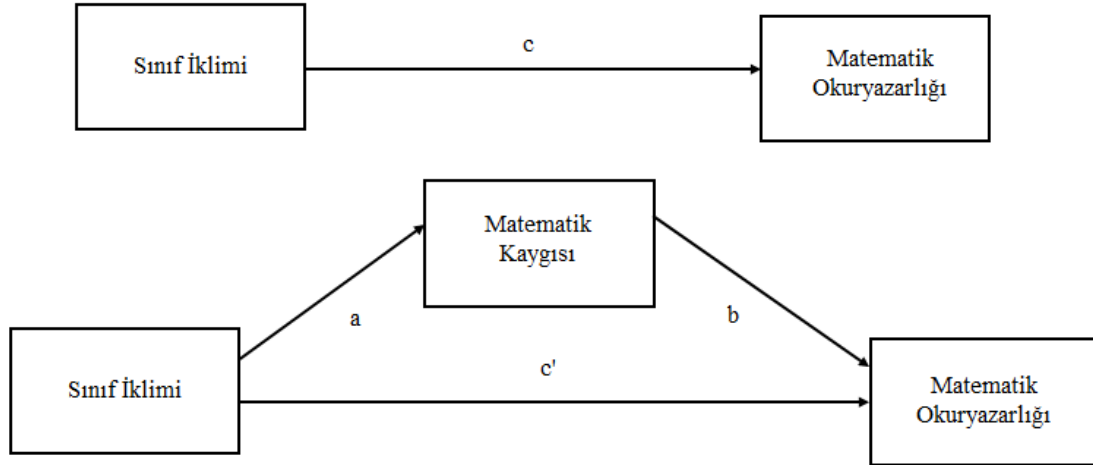 c
Sınıf İklimi
Matematik
Okuryazarlığı
Matematik
Kaygısı
a
b
c'
Sınıf İklimi
Matematik
Okuryazarlığı